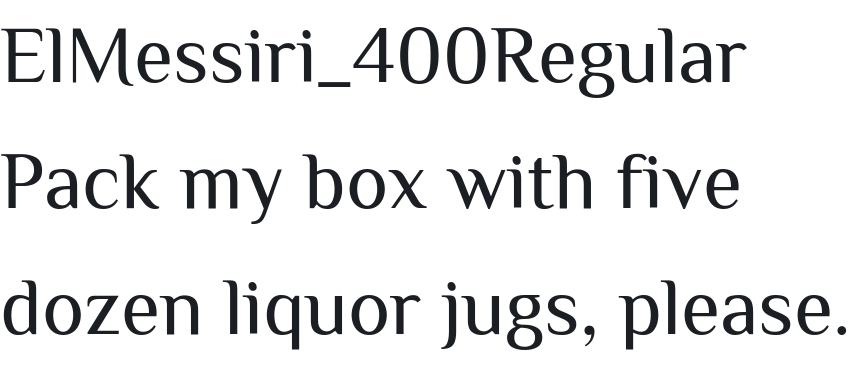 ElMessiri_400Regular
Pack my box with five
dozen liquor jugs, please.